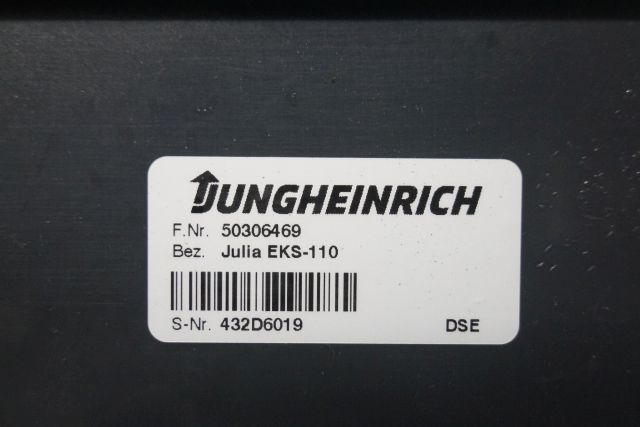 JUNGHEINRICH
F.Nr. 50306469
Bez. Julia EKS-110
S-Nr. 432D6019 DSE